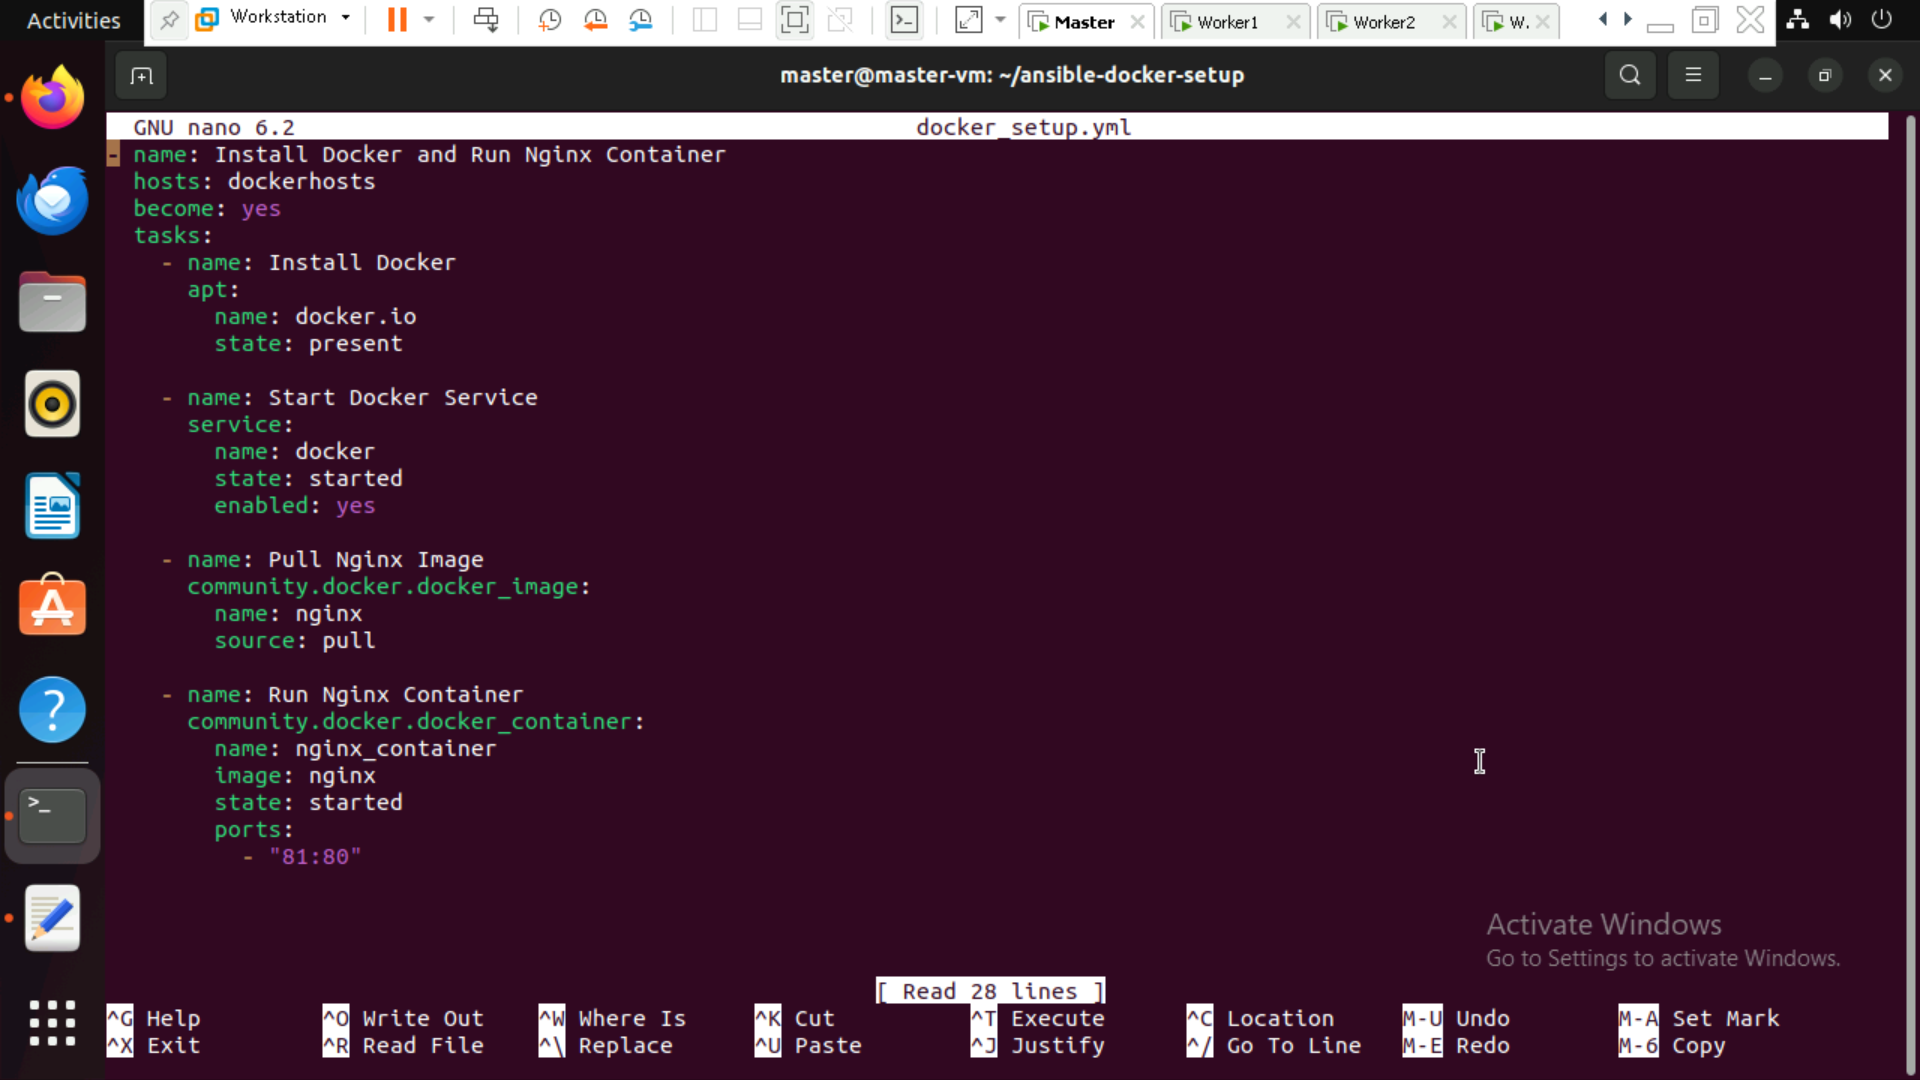 Activities
Workstation
Master
Worker1
Worker2
W.
master@master-vm: ~/ansible-docker-setup
GNU nano 6.2
docker_setup.yml
- name: Install Docker and Run Nginx Container
  hosts: dockerhosts
  become: yes
  tasks:
    - name: Install Docker
      apt:
        name: docker.io
        state: present
    - name: Start Docker Service
      service:
        name: docker
        state: started
        enabled: yes
    - name: Pull Nginx Image
      community.docker.docker_image:
        name: nginx
        source: pull
    - name: Run Nginx Container
      community.docker.docker_container:
        name: nginx_container
        image: nginx
        state: started
        ports:
          - "81:80"
Activate Windows
Go to Settings to activate Windows.
[ Read 28 lines ]
^G Help ^O Write Out ^W Where Is ^K Cut ^T Execute ^C Location M-U Undo M-A Set Mark
^X Exit ^R Read File ^\ Replace ^U Paste ^J Justify ^/ Go To Line M-E Redo M-6 Copy